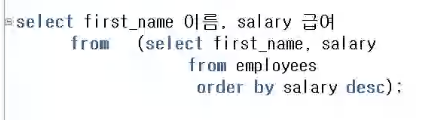 select first_name 이름, salary 급여
from (select first_name, salary
from employees
order by salary desc);